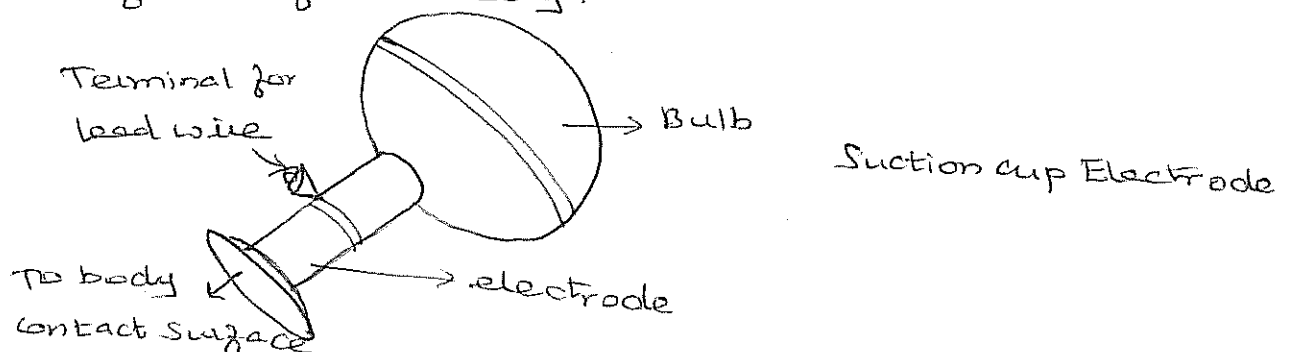 Terminal for
lead wire
Bulb
Suction cup Electrode
electrode
To body
contact surface